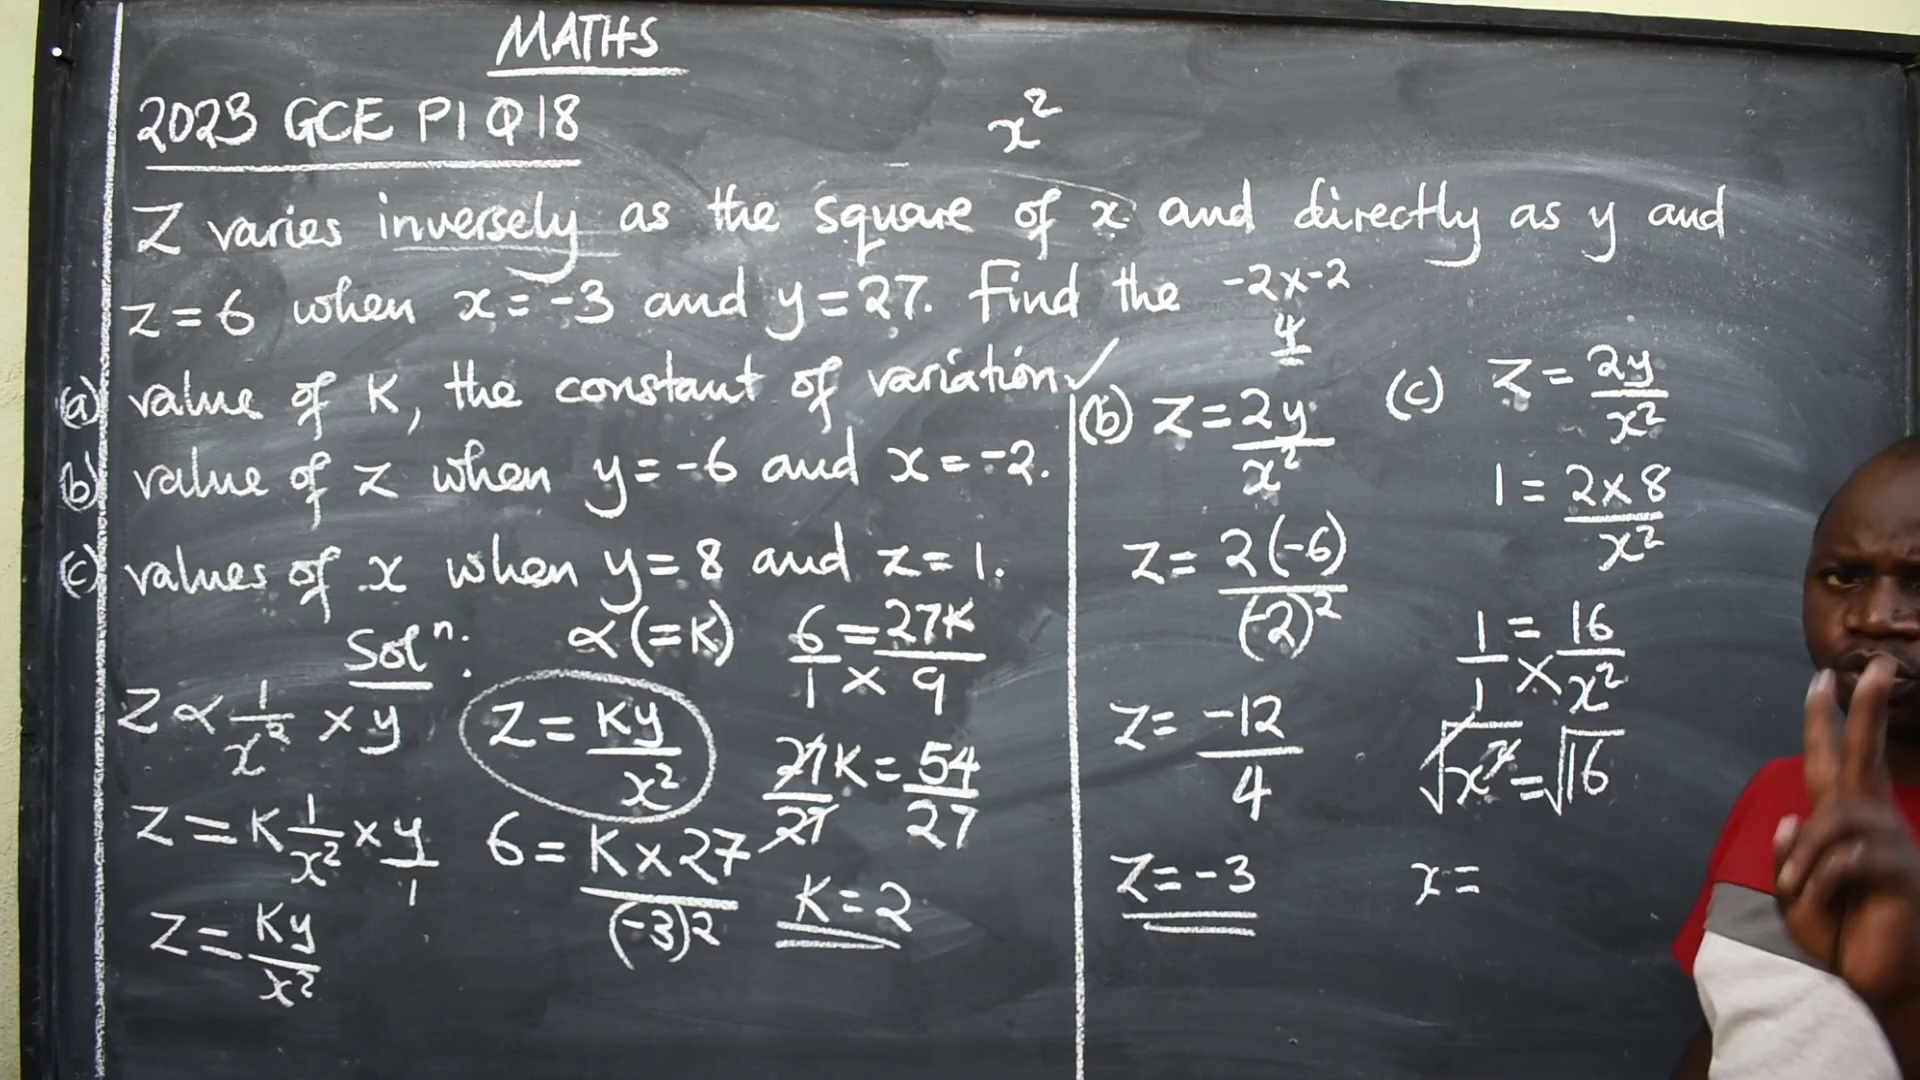 MATHS
2023 GCE P1 Q18
x²
Z varies inversely as the square of x and directly as y and
z = 6 when x = -3 and y = 27. Find the
(a) value of K, the constant of variation ✓
(b) value of z when y = -6 and x = -2.
(c) values of x when y = 8 and z = 1.
Solⁿ:
Z ∝ 1/x² × y
Z = K 1/x² × y/1
Z = Ky/x²
∝ (= K)
Z = Ky/x²
6 = K × 27/(-3)²
6/1 × = 27K/9
27K/27 = 54/27
K = 2
-2 x -2
4
(b) Z = 2y/x²
Z = 2(-6)/(-2)²
Z = -12/4
Z = -3
(c) Z = 2y/x²
1 = 2×8/x²
1/1 × = 16/x²
√x² = √16
x =